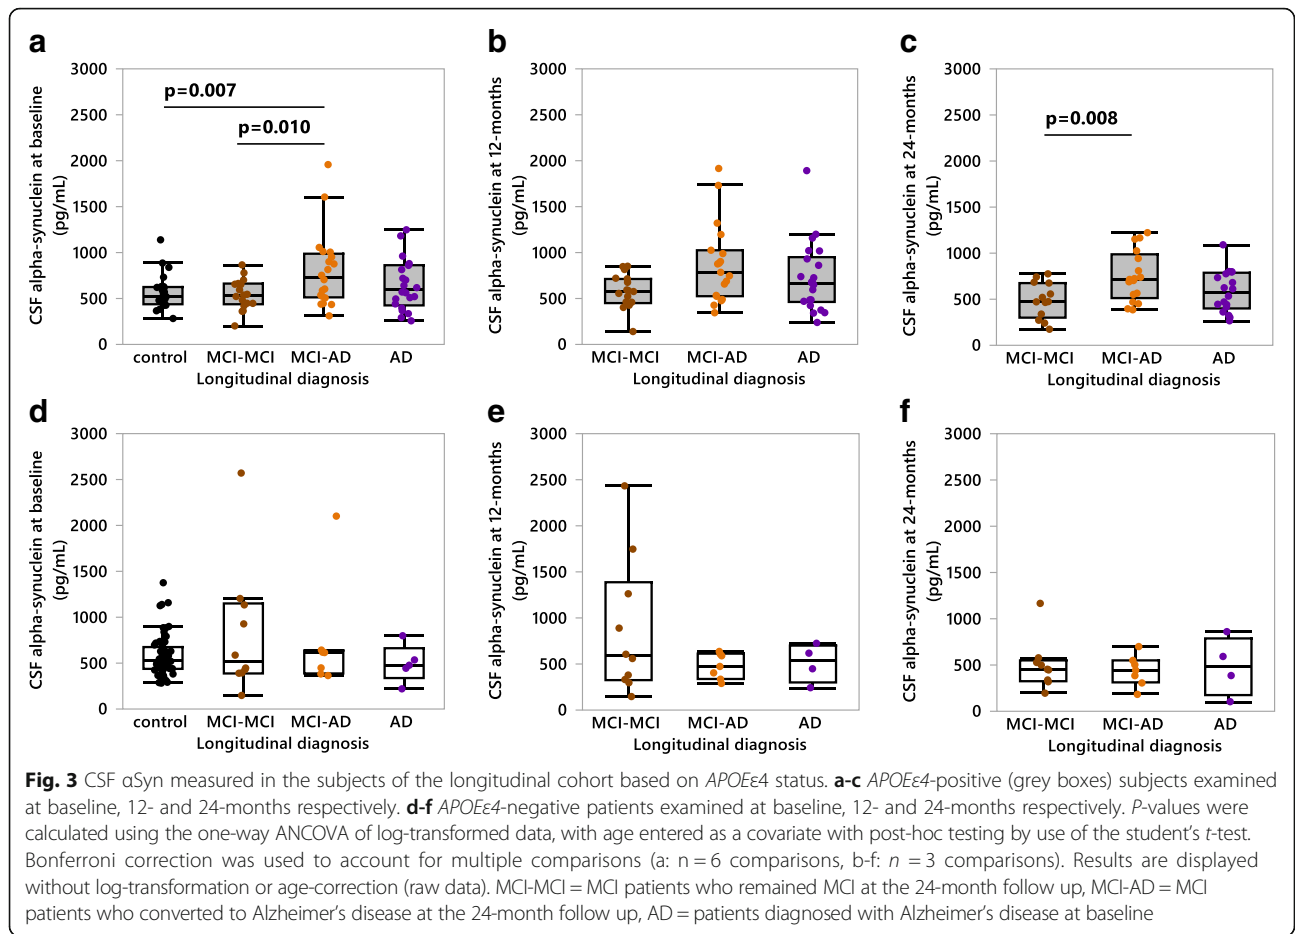 a
3000
2500
2000
1500
1000
500
0
CSF alpha-synuclein at baseline
(pg/mL)
p=0.007
p=0.010
control MCI-MCI MCI-AD AD
Longitudinal diagnosis
b
3000
2500
2000
1500
1000
500
0
CSF alpha-synuclein at 12-months
(pg/mL)
MCI-MCI MCI-AD AD
Longitudinal diagnosis
c
3000
2500
2000
1500
1000
500
0
CSF alpha-synuclein at 24-months
(pg/mL)
p=0.008
MCI-MCI MCI-AD AD
Longitudinal diagnosis
d
3000
2500
2000
1500
1000
500
0
CSF alpha-synuclein at baseline
(pg/mL)
control MCI-MCI MCI-AD AD
Longitudinal diagnosis
e
3000
2500
2000
1500
1000
500
0
CSF alpha-synuclein at 12-months
(pg/mL)
MCI-MCI MCI-AD AD
Longitudinal diagnosis
f
3000
2500
2000
1500
1000
500
0
CSF alpha-synuclein at 24-months
(pg/mL)
MCI-MCI MCI-AD AD
Longitudinal diagnosis
Fig. 3 CSF αSyn measured in the subjects of the longitudinal cohort based on APOEε4 status. a-c APOEε4-positive (grey boxes) subjects examined
at baseline, 12- and 24-months respectively. d-f APOEε4-negative patients examined at baseline, 12- and 24-months respectively. P-values were
calculated using the one-way ANCOVA of log-transformed data, with age entered as a covariate with post-hoc testing by use of the student's t-test.
Bonferroni correction was used to account for multiple comparisons (a: n = 6 comparisons, b-f: n = 3 comparisons). Results are displayed
without log-transformation or age-correction (raw data). MCI-MCI = MCI patients who remained MCI at the 24-month follow up, MCI-AD = MCI
patients who converted to Alzheimer's disease at the 24-month follow up, AD = patients diagnosed with Alzheimer's disease at baseline